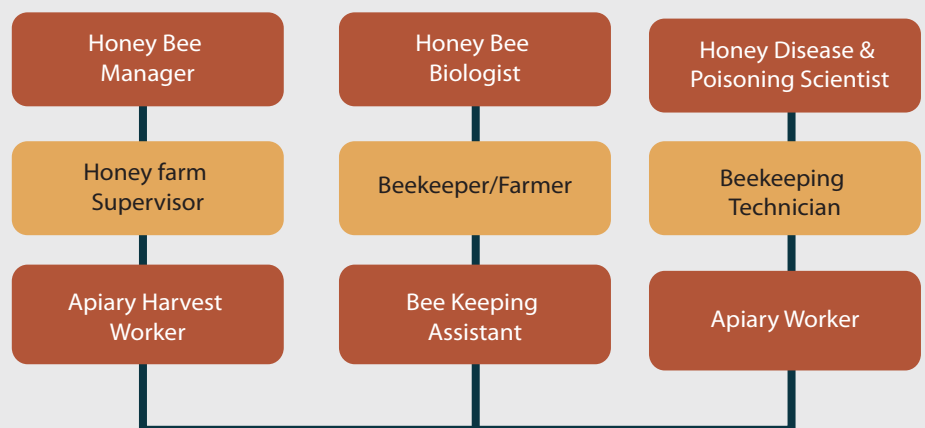 Honey Bee
Manager
Honey Bee
Biologist
Honey Disease &
Poisoning Scientist
Honey farm
Supervisor
Beekeeper/Farmer
Beekeeping
Technician
Apiary Harvest
Worker
Bee Keeping
Assistant
Apiary Worker